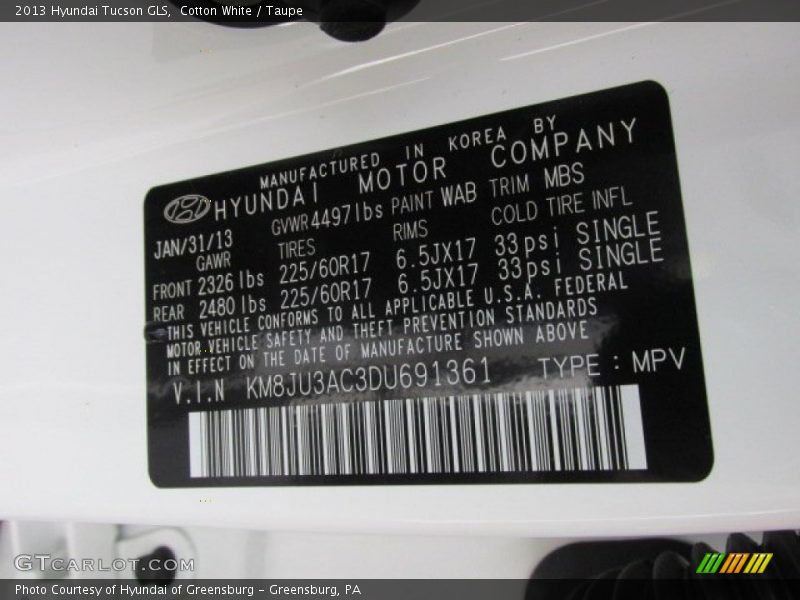 2013 Hyundai Tucson GLS, Cotton White / Taupe
MANUFACTURED IN KOREA BY
HYUNDAI MOTOR COMPANY
JAN/31/13 GVWR 4497 lbs PAINT WAB TRIM MBS
GAWR TIRES RIMS COLD TIRE INFL
FRONT 2326 lbs 225/60R17 6.5JX17 33psi SINGLE
REAR 2480 lbs 225/60R17 6.5JX17 33psi SINGLE
THIS VEHICLE CONFORMS TO ALL APPLICABLE U.S.A. FEDERAL
MOTOR VEHICLE SAFETY AND THEFT PREVENTION STANDARDS
IN EFFECT ON THE DATE OF MANUFACTURE SHOWN ABOVE
V.I.N KM8JU3AC3DU691361 TYPE : MPV
GTCARLOT.COM
Photo Courtesy of Hyundai of Greensburg - Greensburg, PA